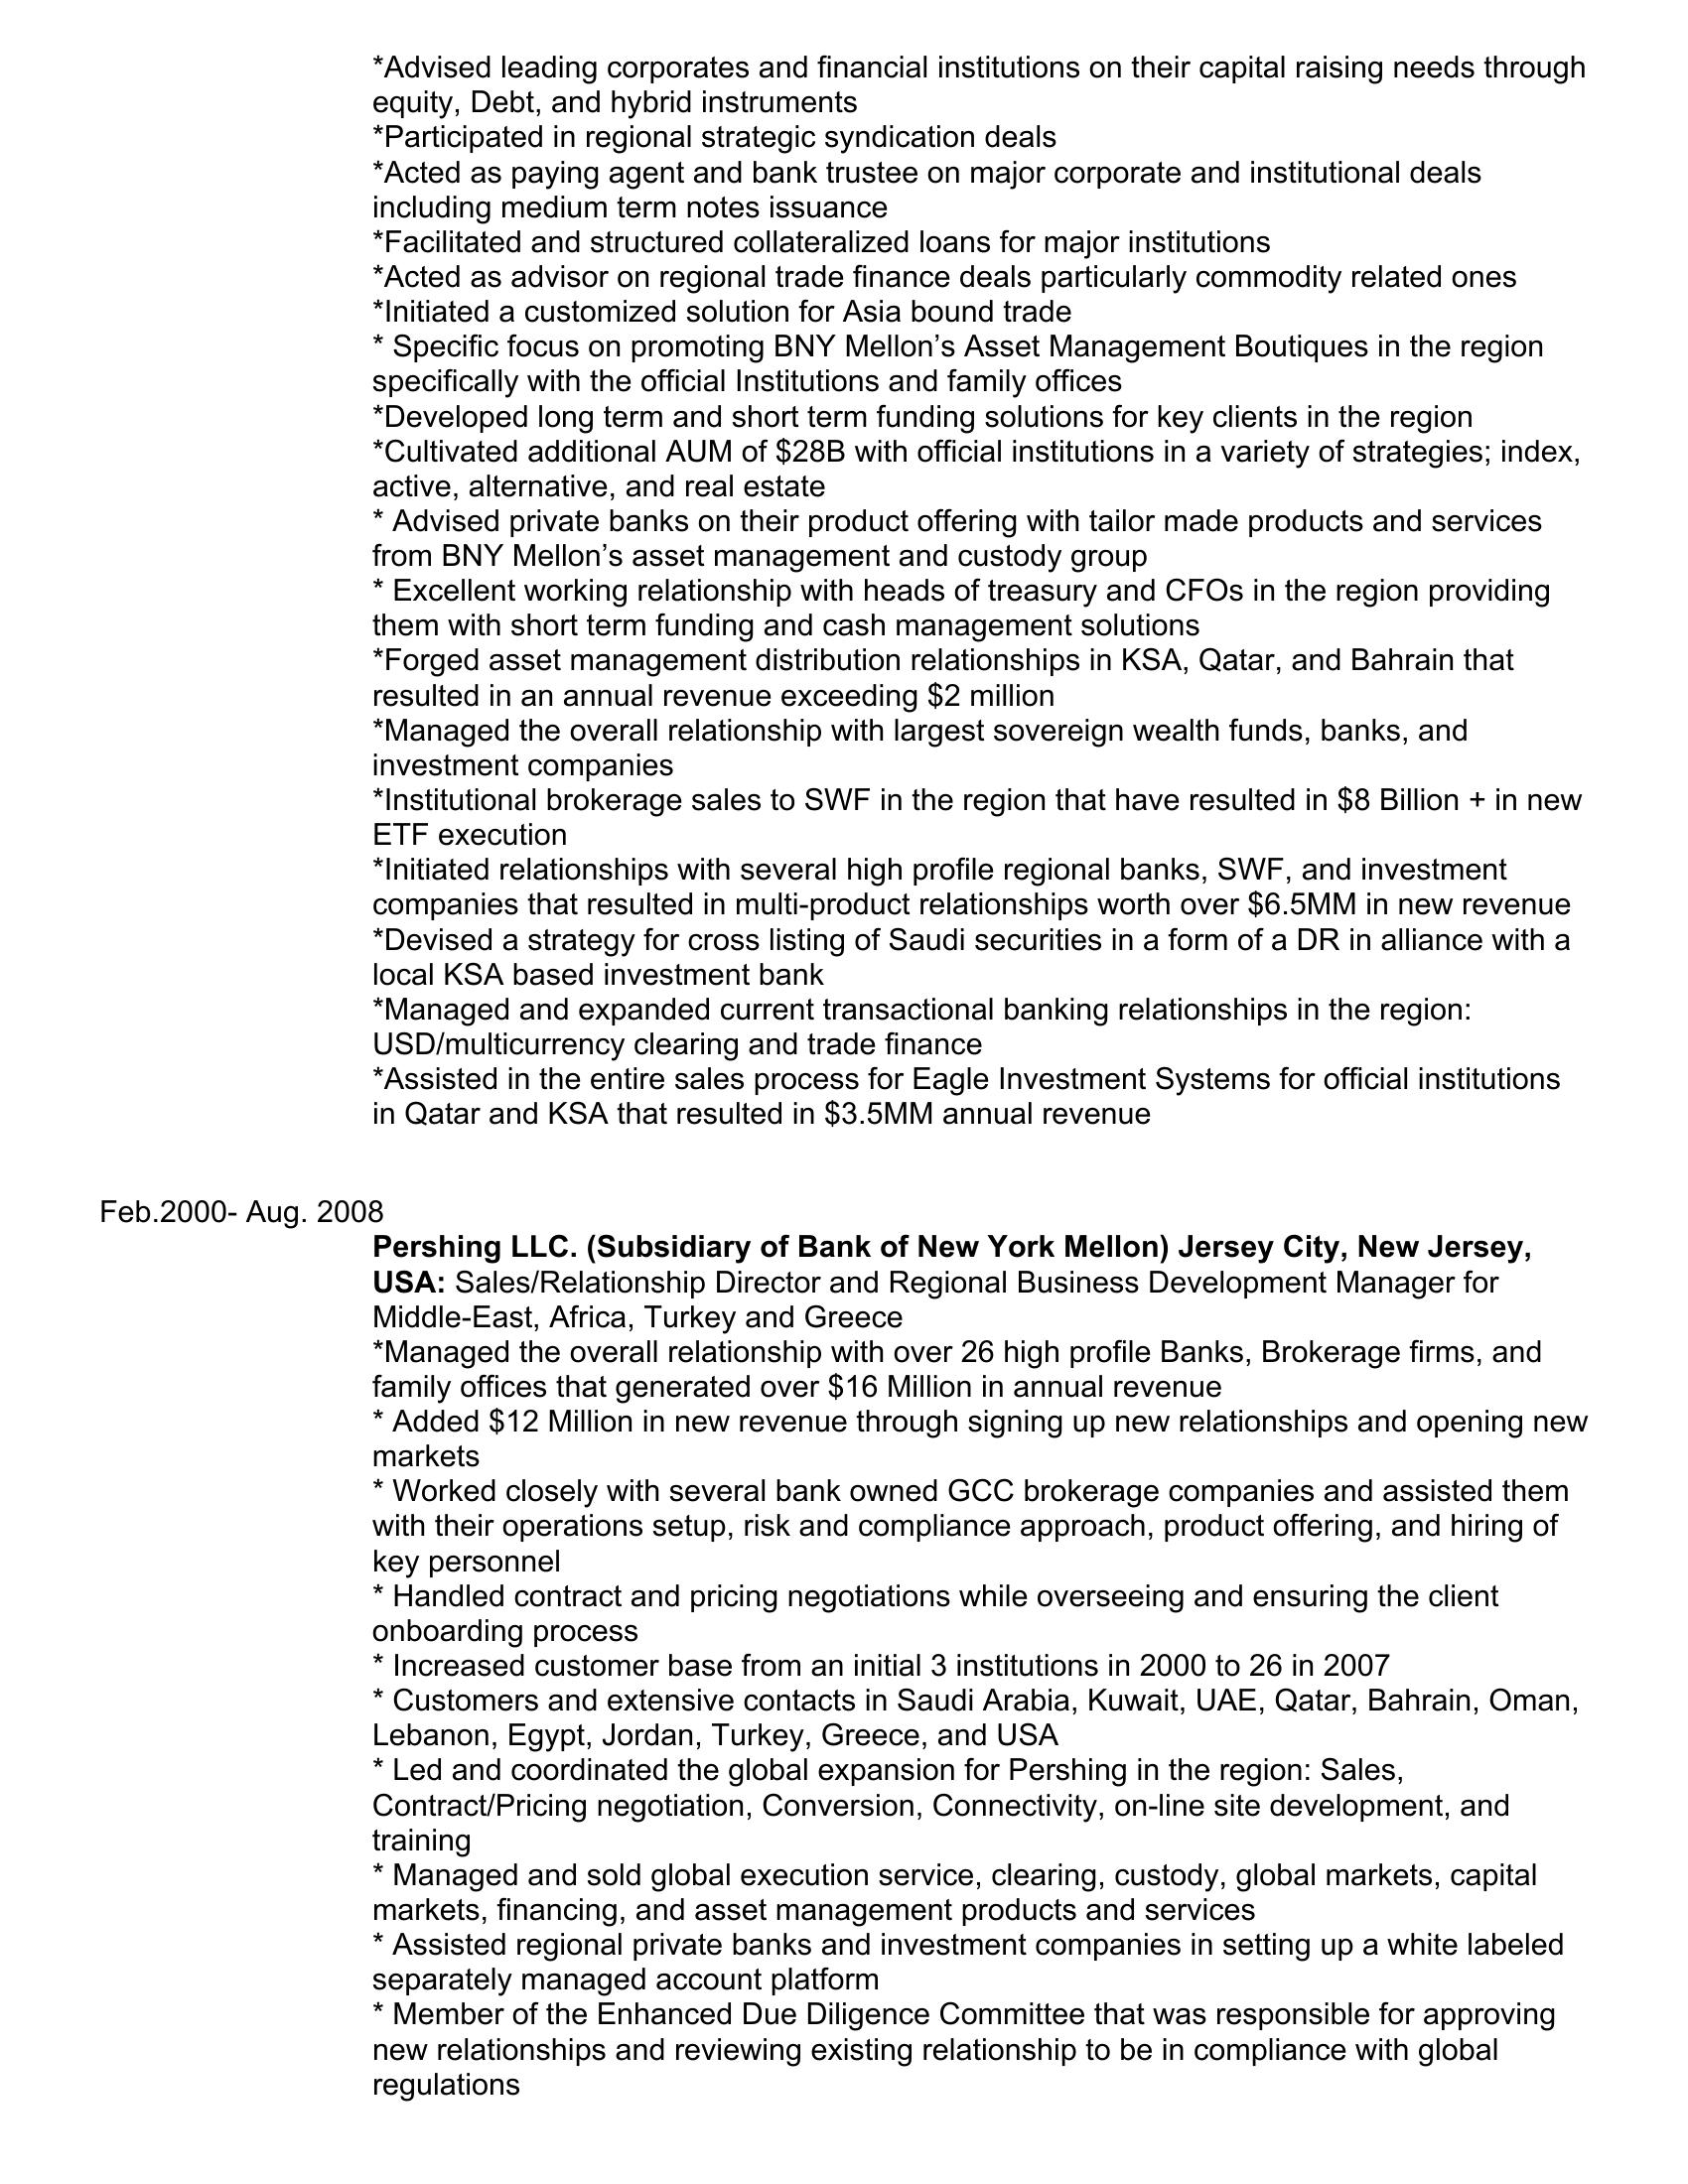 *Advised leading corporates and financial institutions on their capital raising needs through
equity, Debt, and hybrid instruments
*Participated in regional strategic syndication deals
*Acted as paying agent and bank trustee on major corporate and institutional deals
including medium term notes issuance
*Facilitated and structured collateralized loans for major institutions
*Acted as advisor on regional trade finance deals particularly commodity related ones
*Initiated a customized solution for Asia bound trade
* Specific focus on promoting BNY Mellon’s Asset Management Boutiques in the region
specifically with the official Institutions and family offices
*Developed long term and short term funding solutions for key clients in the region
*Cultivated additional AUM of $28B with official institutions in a variety of strategies; index,
active, alternative, and real estate
* Advised private banks on their product offering with tailor made products and services
from BNY Mellon’s asset management and custody group
* Excellent working relationship with heads of treasury and CFOs in the region providing
them with short term funding and cash management solutions
*Forged asset management distribution relationships in KSA, Qatar, and Bahrain that
resulted in an annual revenue exceeding $2 million
*Managed the overall relationship with largest sovereign wealth funds, banks, and
investment companies
*Institutional brokerage sales to SWF in the region that have resulted in $8 Billion + in new
ETF execution
*Initiated relationships with several high profile regional banks, SWF, and investment
companies that resulted in multi-product relationships worth over $6.5MM in new revenue
*Devised a strategy for cross listing of Saudi securities in a form of a DR in alliance with a
local KSA based investment bank
*Managed and expanded current transactional banking relationships in the region:
USD/multicurrency clearing and trade finance
*Assisted in the entire sales process for Eagle Investment Systems for official institutions
in Qatar and KSA that resulted in $3.5MM annual revenue
Feb.2000- Aug. 2008
Pershing LLC. (Subsidiary of Bank of New York Mellon) Jersey City, New Jersey,
USA: Sales/Relationship Director and Regional Business Development Manager for
Middle-East, Africa, Turkey and Greece
*Managed the overall relationship with over 26 high profile Banks, Brokerage firms, and
family offices that generated over $16 Million in annual revenue
* Added $12 Million in new revenue through signing up new relationships and opening new
markets
* Worked closely with several bank owned GCC brokerage companies and assisted them
with their operations setup, risk and compliance approach, product offering, and hiring of
key personnel
* Handled contract and pricing negotiations while overseeing and ensuring the client
onboarding process
* Increased customer base from an initial 3 institutions in 2000 to 26 in 2007
* Customers and extensive contacts in Saudi Arabia, Kuwait, UAE, Qatar, Bahrain, Oman,
Lebanon, Egypt, Jordan, Turkey, Greece, and USA
* Led and coordinated the global expansion for Pershing in the region: Sales,
Contract/Pricing negotiation, Conversion, Connectivity, on-line site development, and
training
* Managed and sold global execution service, clearing, custody, global markets, capital
markets, financing, and asset management products and services
* Assisted regional private banks and investment companies in setting up a white labeled
separately managed account platform
* Member of the Enhanced Due Diligence Committee that was responsible for approving
new relationships and reviewing existing relationship to be in compliance with global
regulations